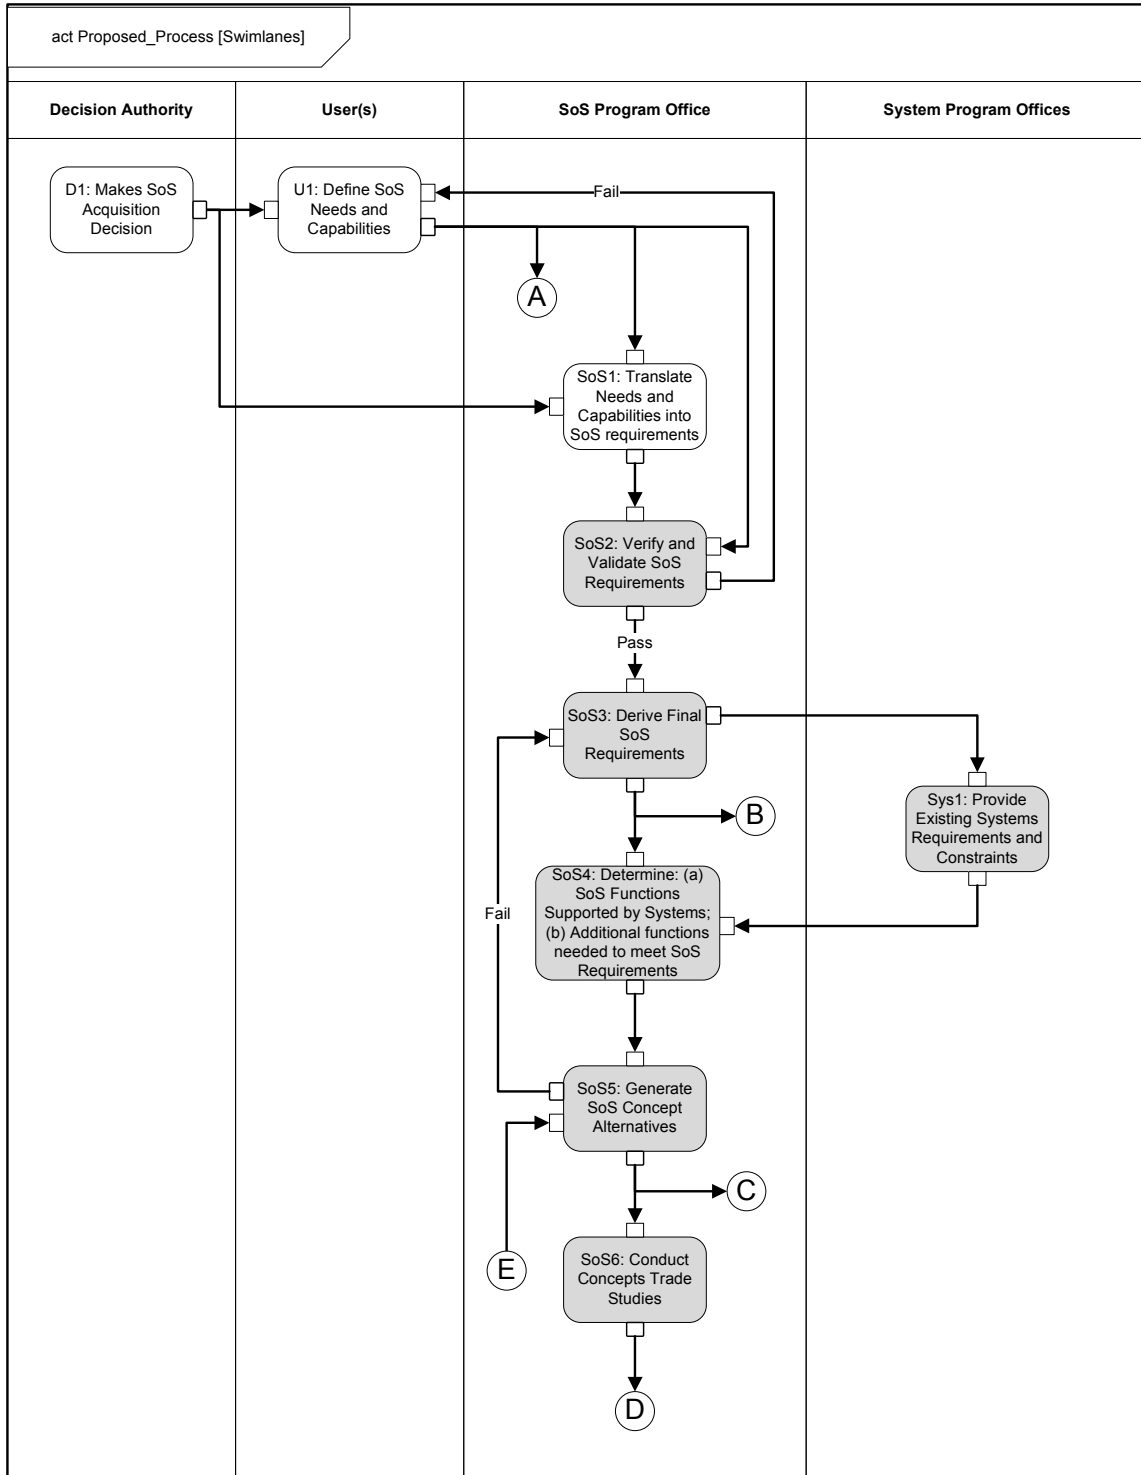 act Proposed_Process [Swimlanes]
Decision Authority
User(s)
SoS Program Office
System Program Offices
D1: Makes SoS
Acquisition
Decision
U1: Define SoS
Needs and
Capabilities
Fail
A
SoS1: Translate
Needs and
Capabilities into
SoS requirements
SoS2: Verify and
Validate SoS
Requirements
Pass
SoS3: Derive Final
SoS
Requirements
B
Sys1: Provide
Existing Systems
Requirements and
Constraints
SoS4: Determine: (a)
SoS Functions
Supported by Systems;
(b) Additional functions
needed to meet SoS
Requirements
Fail
SoS5: Generate
SoS Concept
Alternatives
C
E
SoS6: Conduct
Concepts Trade
Studies
D